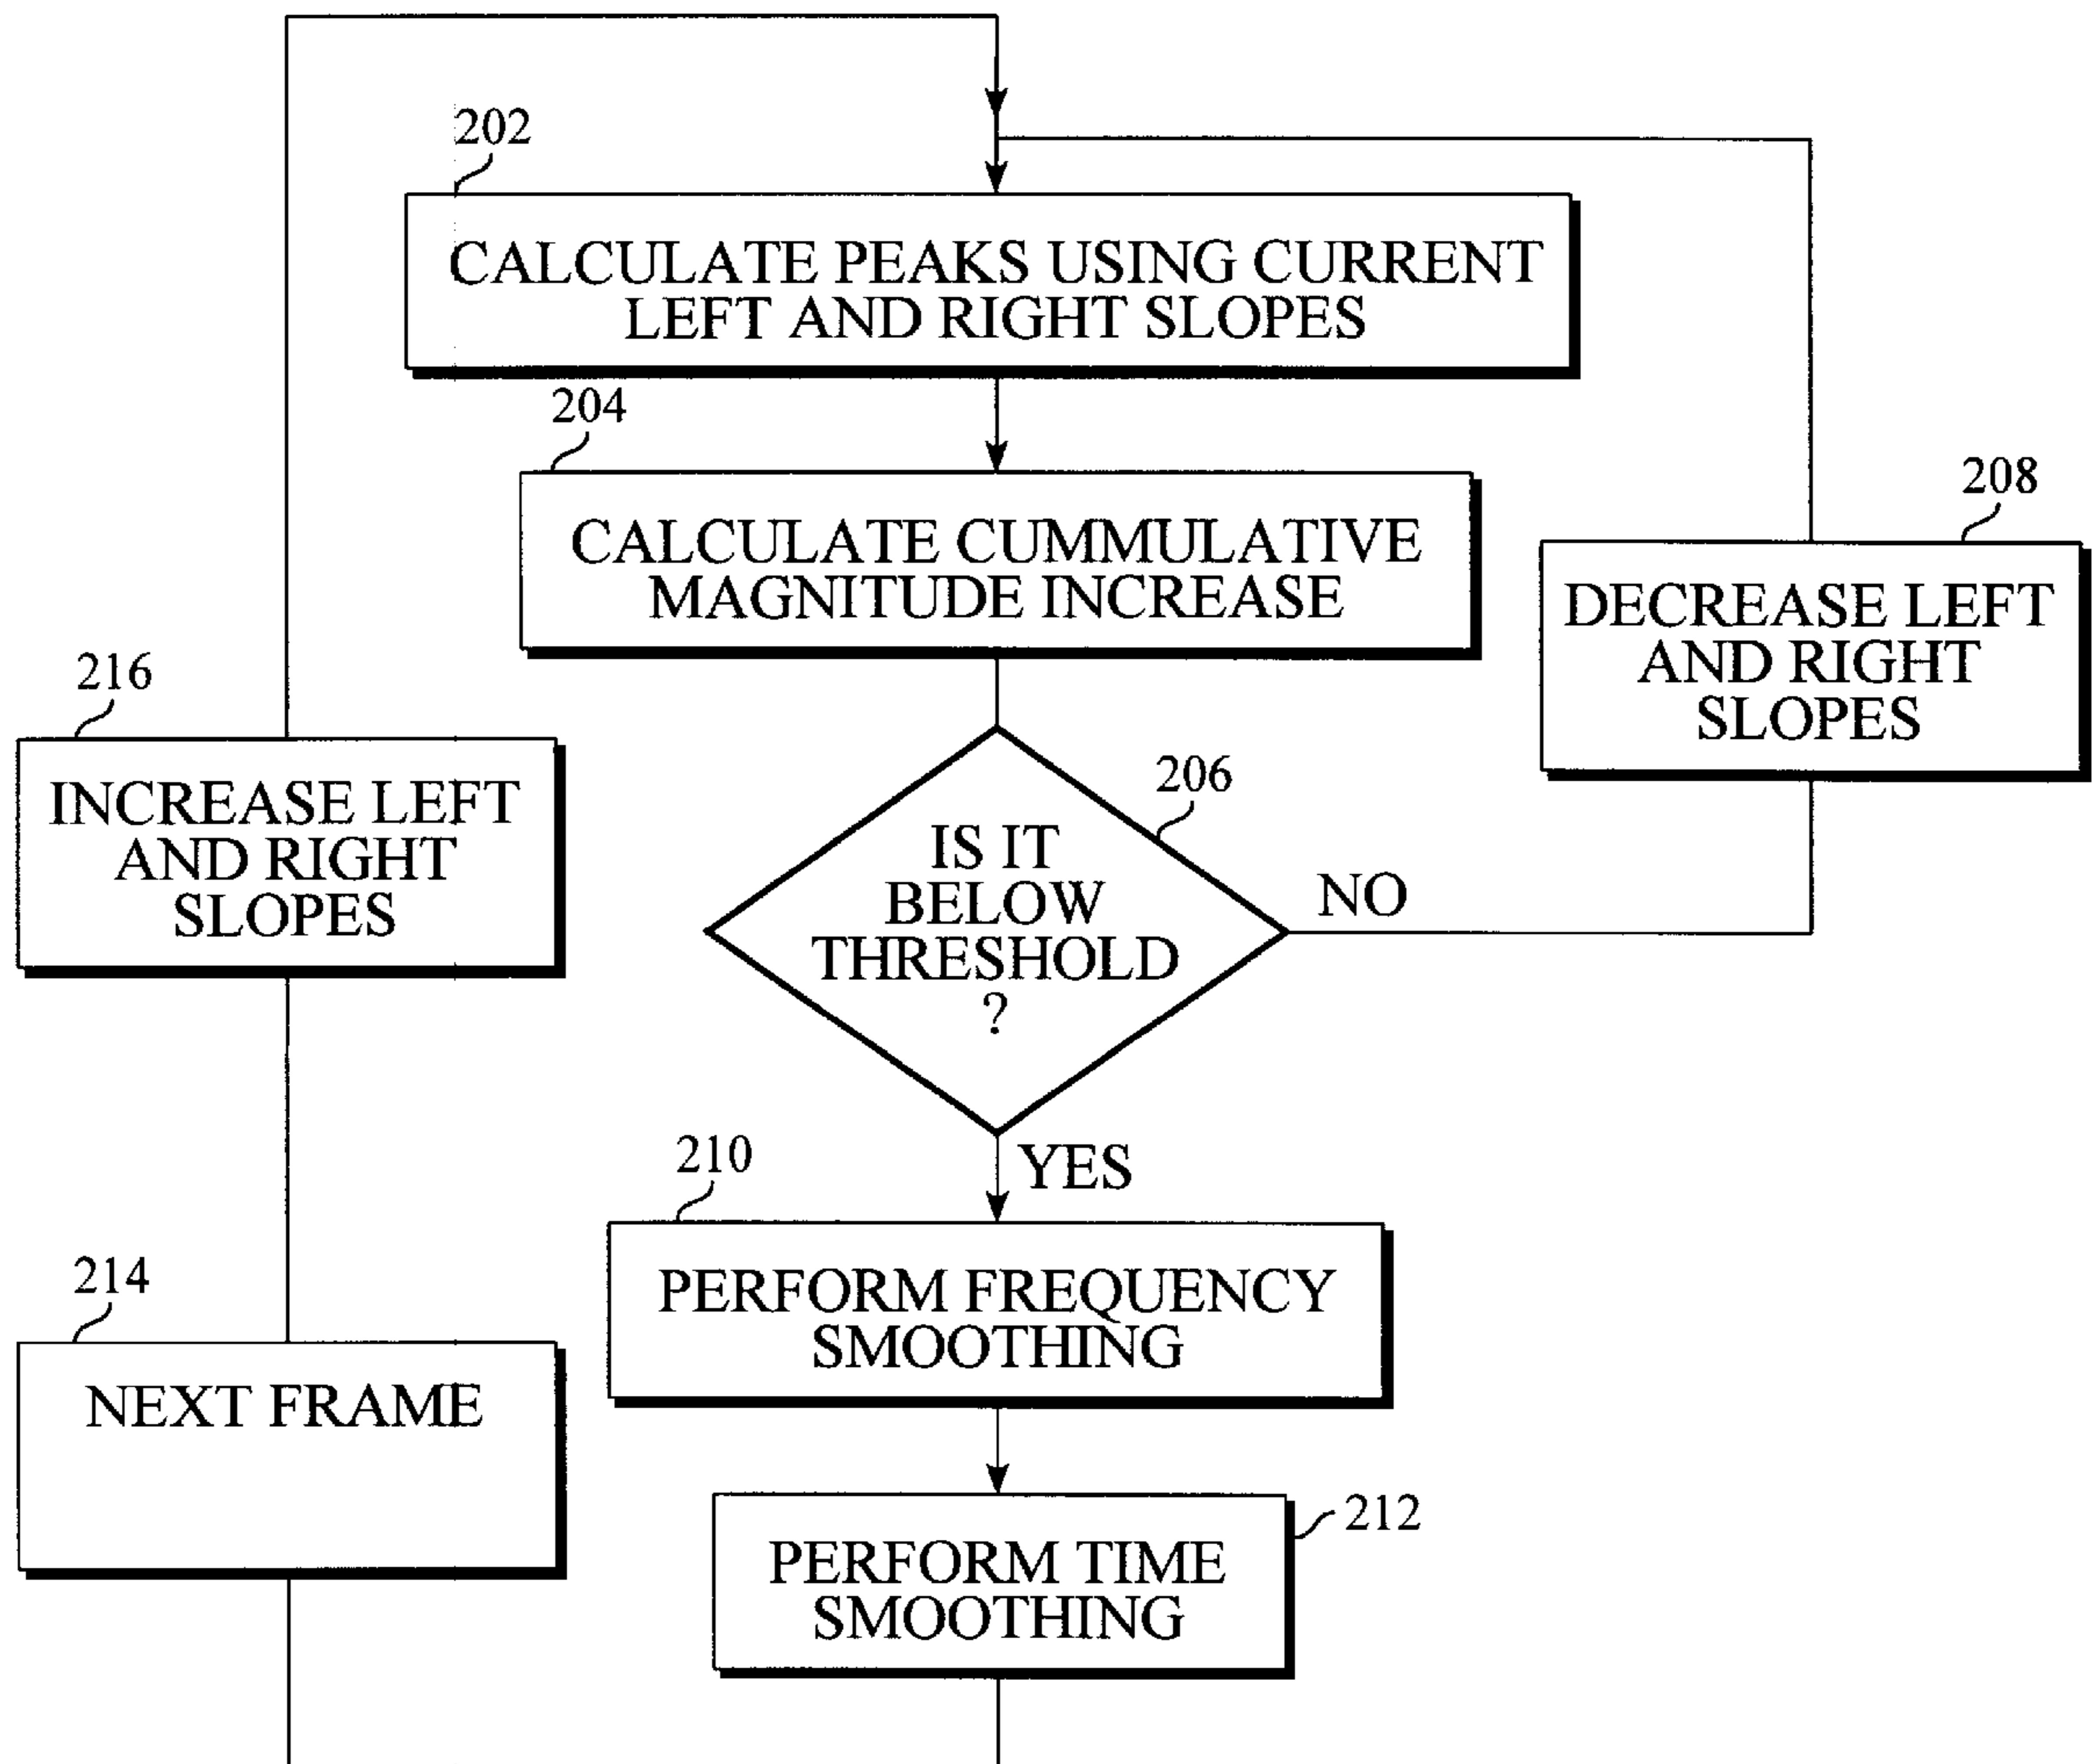 202
CALCULATE PEAKS USING CURRENT
LEFT AND RIGHT SLOPES
204
CALCULATE CUMMULATIVE
MAGNITUDE INCREASE
208
DECREASE LEFT
AND RIGHT
SLOPES
216
INCREASE LEFT
AND RIGHT
SLOPES
206
IS IT
BELOW
THRESHOLD
?
NO
YES
210
PERFORM FREQUENCY
SMOOTHING
214
NEXT FRAME
212
PERFORM TIME
SMOOTHING